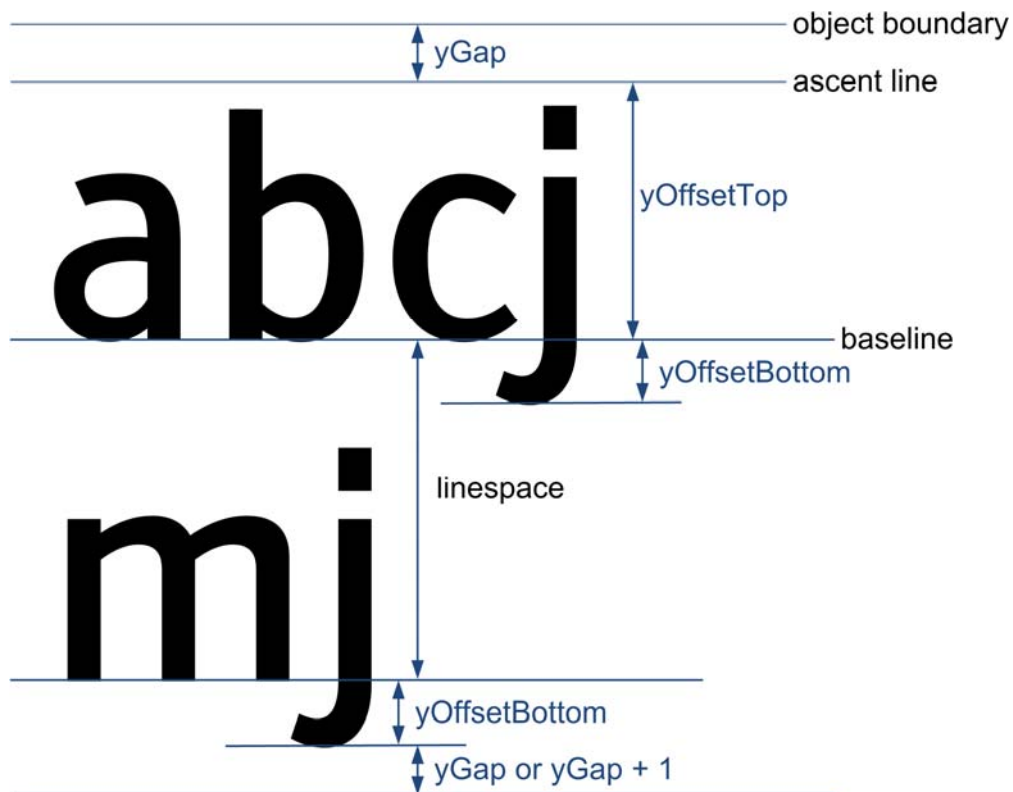 object boundary
yGap
ascent line
abcj
yOffsetTop
baseline
yOffsetBottom
linespace
mj
yOffsetBottom
yGap or yGap + 1